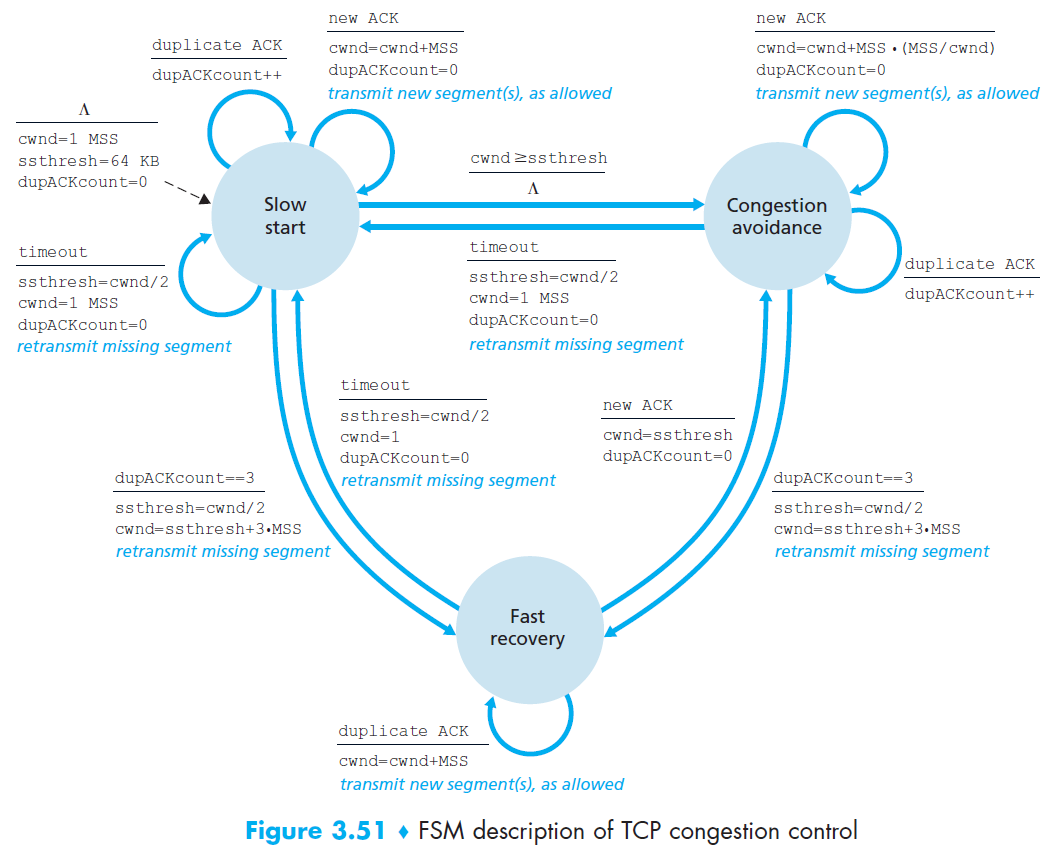 new ACK
cwnd=cwnd+MSS
dupACKcount=0
transmit new segment(s), as allowed
new ACK
cwnd=cwnd+MSS •(MSS/cwnd)
dupACKcount=0
transmit new segment(s), as allowed
duplicate ACK
dupACKcount++
Λ
cwnd=1 MSS
ssthresh=64 KB
dupACKcount=0
cwnd≥ssthresh
Λ
Slow
start
Congestion
avoidance
timeout
ssthresh=cwnd/2
cwnd=1 MSS
dupACKcount=0
retransmit missing segment
timeout
ssthresh=cwnd/2
cwnd=1 MSS
dupACKcount=0
retransmit missing segment
duplicate ACK
dupACKcount++
timeout
ssthresh=cwnd/2
cwnd=1
dupACKcount=0
retransmit missing segment
new ACK
cwnd=ssthresh
dupACKcount=0
dupACKcount==3
ssthresh=cwnd/2
cwnd=ssthresh+3•MSS
retransmit missing segment
dupACKcount==3
ssthresh=cwnd/2
cwnd=ssthresh+3•MSS
retransmit missing segment
Fast
recovery
duplicate ACK
cwnd=cwnd+MSS
transmit new segment(s), as allowed
Figure 3.51 ♦ FSM description of TCP congestion control